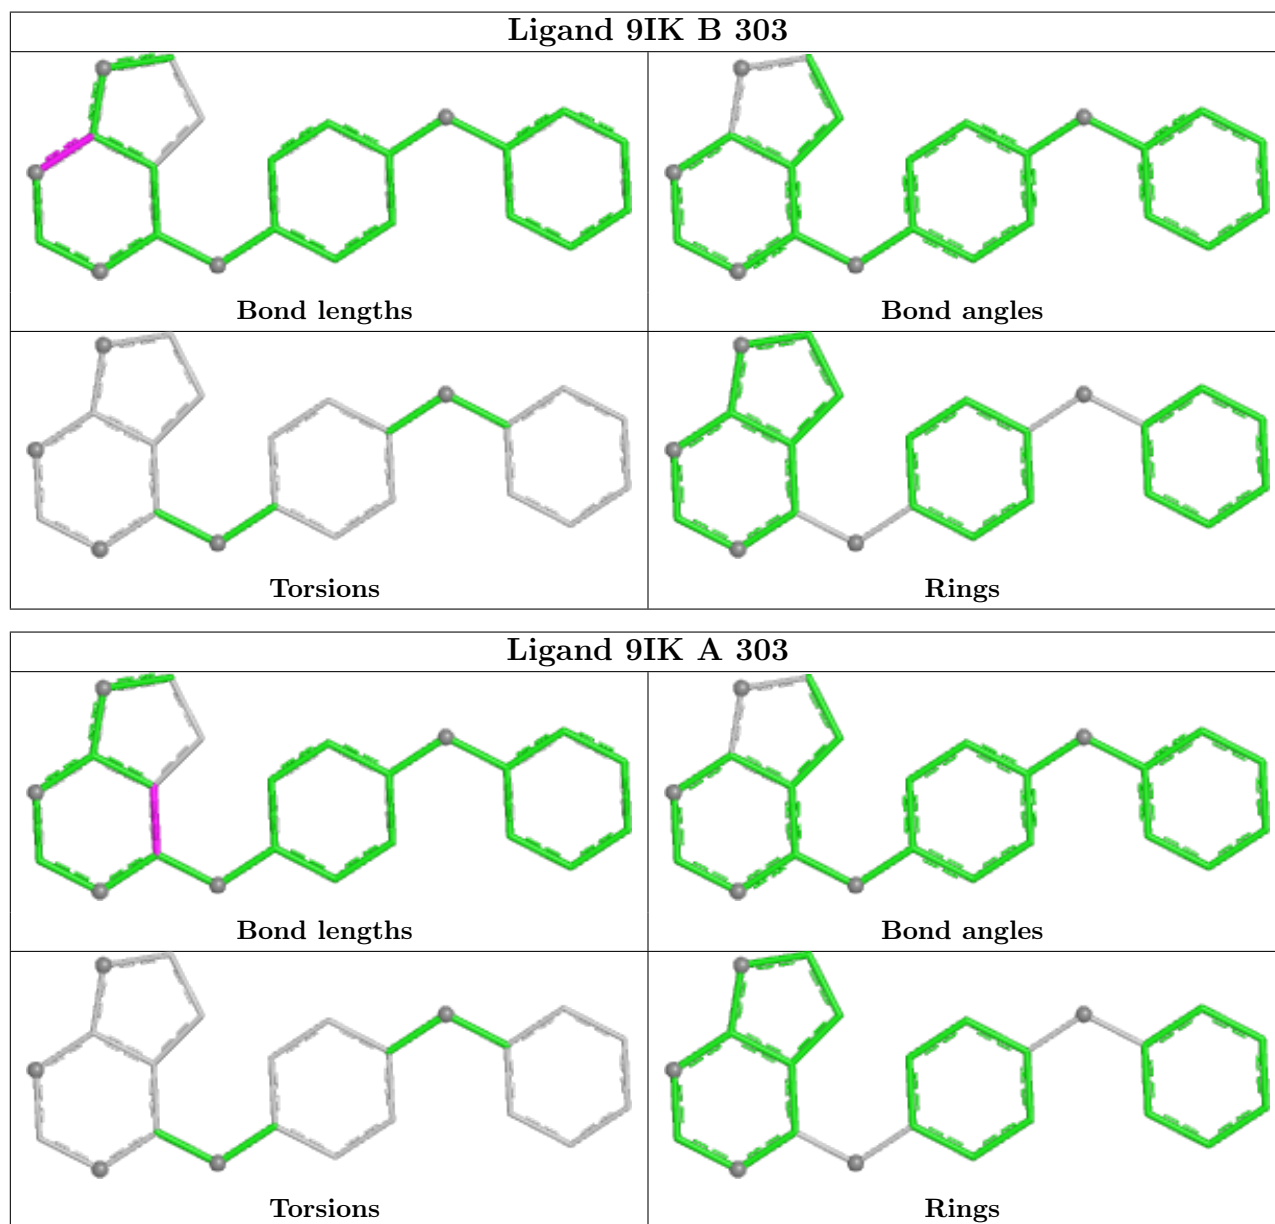 Ligand 9IK B 303
Bond lengths
Bond angles
Torsions
Rings
Ligand 9IK A 303
Bond lengths
Bond angles
Torsions
Rings